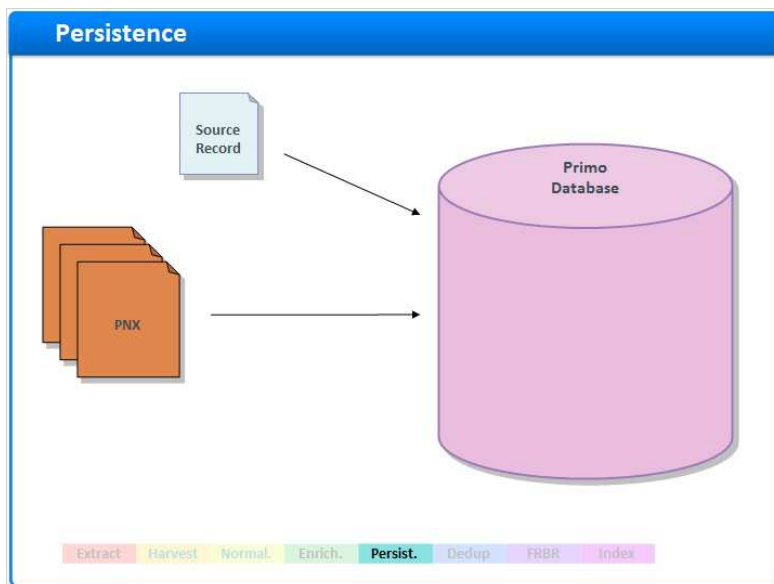 Persistence
Source
Record
Primo
Database
PNX
Extract Harvest Normal. Enrich. Persist. Dedup FRBR Index